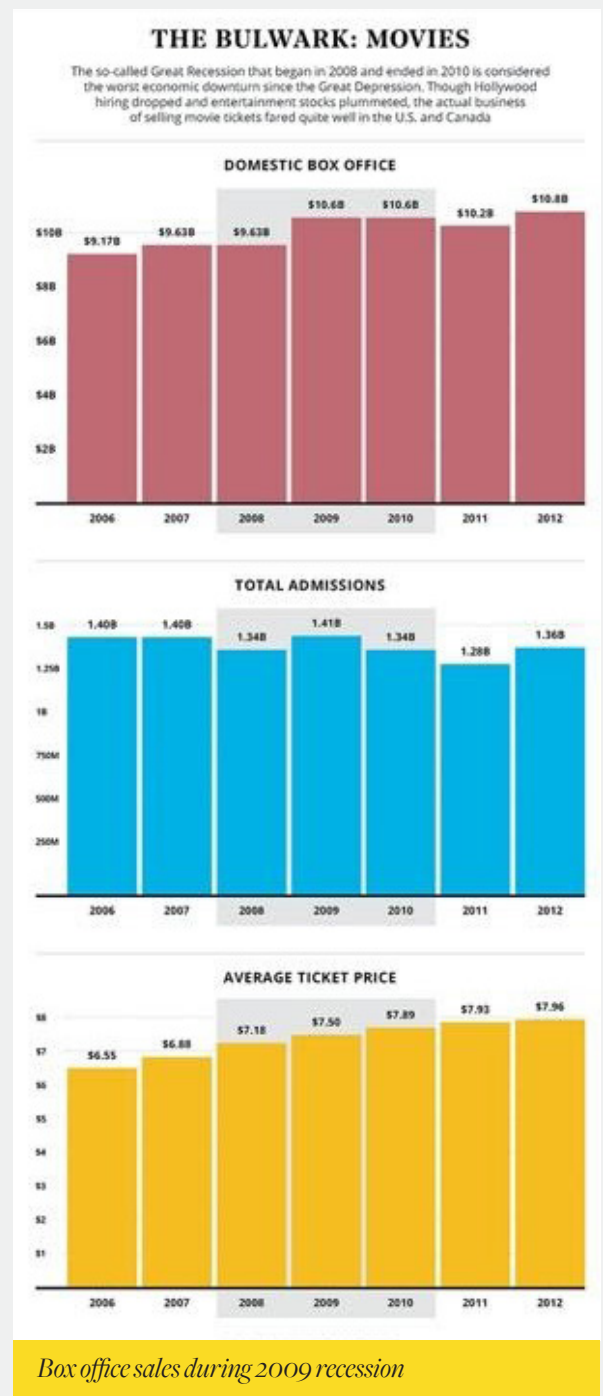 THE BULWARK: MOVIES
The so-called Great Recession that began in 2008 and ended in 2010 is considered
the worst economic downturn since the Great Depression. Though Hollywood
hiring dropped and entertainment stocks plummeted, the actual business
of selling movie tickets fared quite well in the U.S. and Canada
DOMESTIC BOX OFFICE
$10B
$8B
$6B
$4B
$2B
$9.17B
$9.63B
$9.63B
$10.6B
$10.6B
$10.2B
$10.8B
2006 2007 2008 2009 2010 2011 2012
TOTAL ADMISSIONS
1.5B
1.25B
1B
750M
500M
250M
1.40B
1.40B
1.34B
1.41B
1.34B
1.28B
1.36B
2006 2007 2008 2009 2010 2011 2012
AVERAGE TICKET PRICE
$8
$7
$6
$5
$4
$3
$2
$1
$6.55
$6.88
$7.18
$7.50
$7.89
$7.93
$7.96
2006 2007 2008 2009 2010 2011 2012
Box office sales during 2009 recession